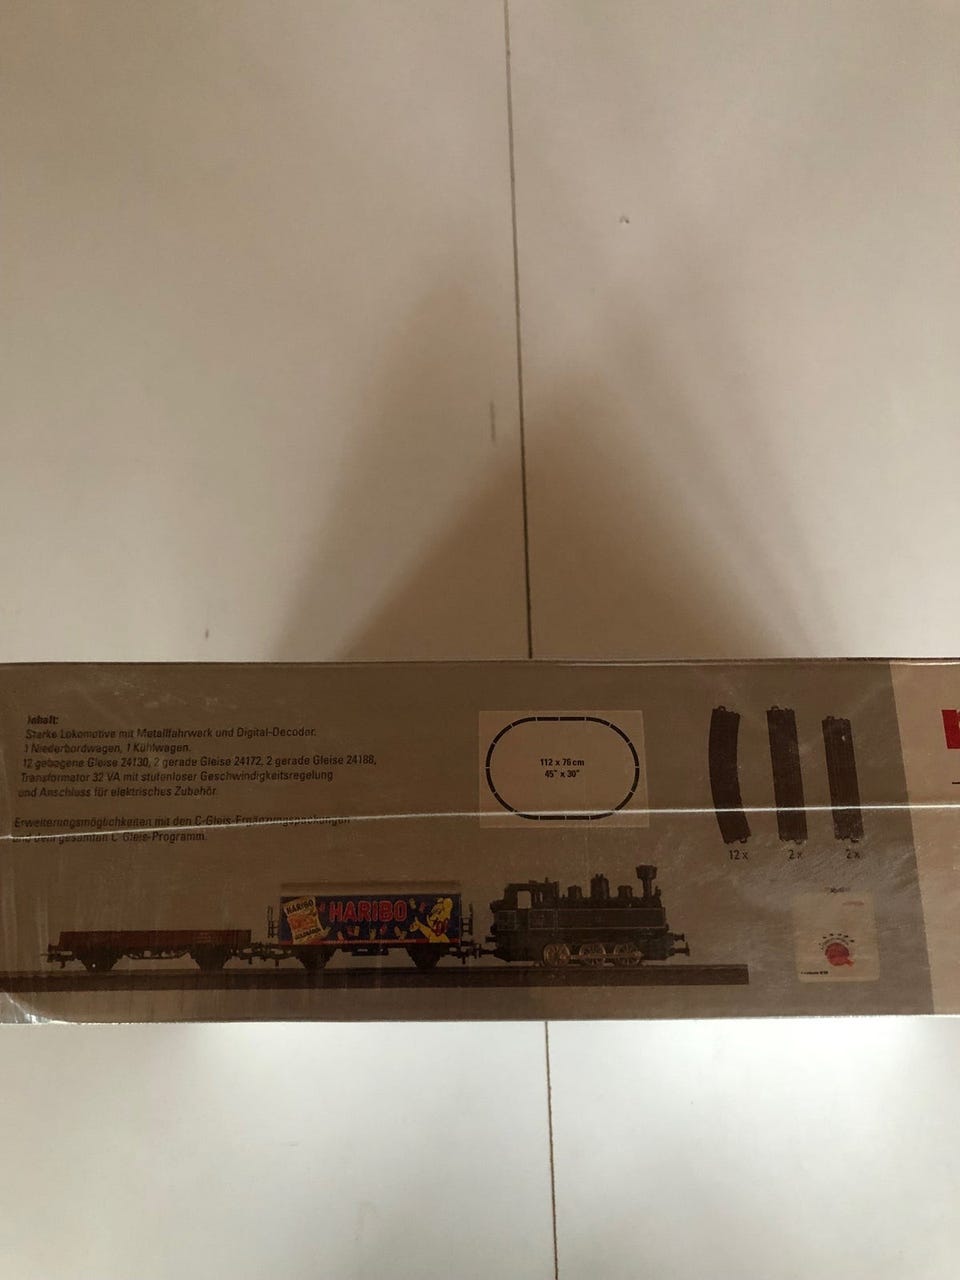 Inhalt:
Starke Lokomotive mit Metallfahrwerk und Digital-Decoder.
1 Niederbordwagen, 1 Kühlwagen.
12 gebogene Gleise 24130, 2 gerade Gleise 24172, 2 gerade Gleise 24188,
Transformator 32 VA mit stufenloser Geschwindigkeitsregelung
und Anschluss für elektrisches Zubehör.
Erweiterungsmöglichkeiten mit den C-Gleis-Ergänzungspackungen
und dem gesamten C-Gleis-Programm.
112 x 76 cm
45" x 30"
12 x
2 x
2 x
HARIBO
HARIBO